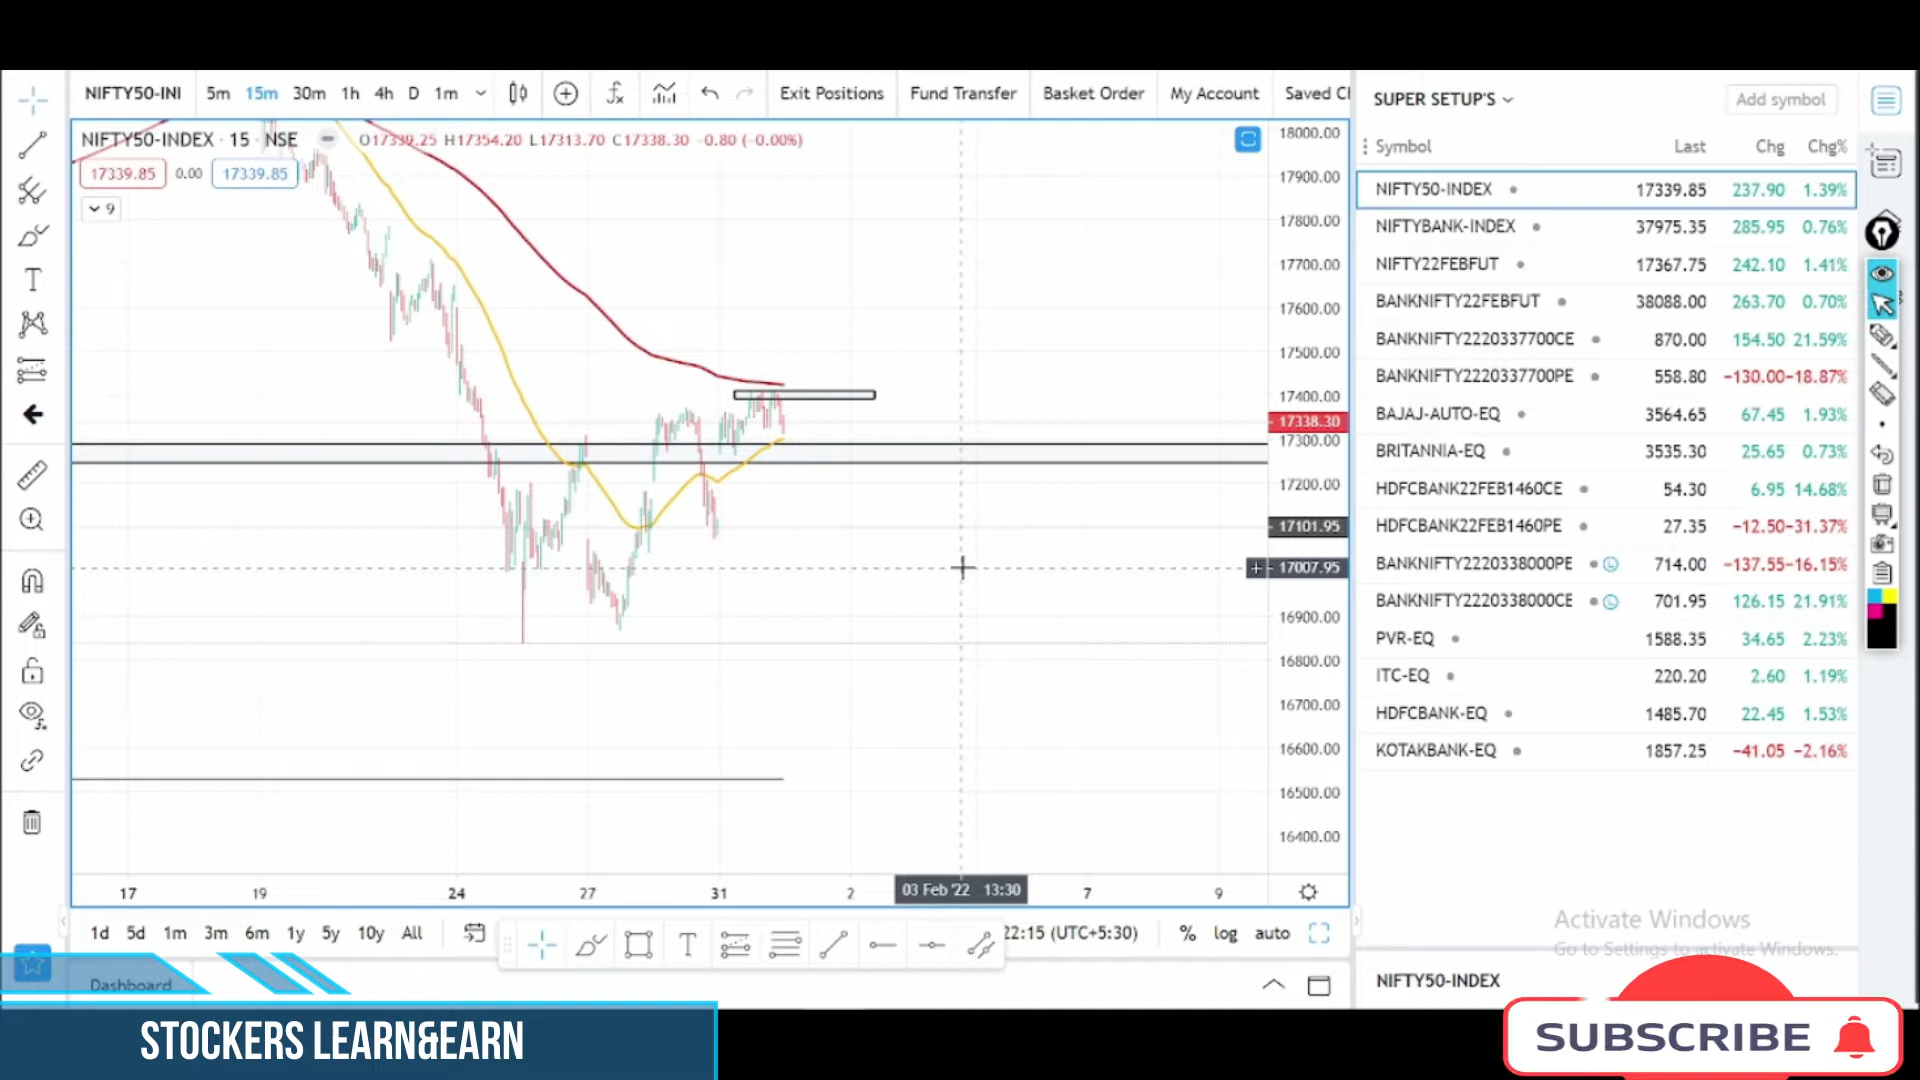 NIFTY50-INI 5m 15m 30m 1h 4h D 1m Exit Positions Fund Transfer Basket Order My Account Saved Cl
NIFTY50-INDEX · 15 · NSE O17339.25 H17354.20 L17313.70 C17338.30 -0.80 (-0.00%)
17339.85 0.00 17339.85
9
18000.00
17900.00
17800.00
17700.00
17600.00
17500.00
17400.00
17338.30
17300.00
17200.00
17101.95
17007.95
16900.00
16800.00
16700.00
16600.00
16500.00
16400.00
17 19 24 27 31 2 03 Feb '22 13:30 7 9
1d 5d 1m 3m 6m 1y 5y 10y All 22:15 (UTC+5:30) % log auto
Dashboard
SUPER SETUP'S Add symbol
Symbol Last Chg Chg%
NIFTY50-INDEX 17339.85 237.90 1.39%
NIFTYBANK-INDEX 37975.35 285.95 0.76%
NIFTY22FEBFUT 17367.75 242.10 1.41%
BANKNIFTY22FEBFUT 38088.00 263.70 0.70%
BANKNIFTY2220337700CE 870.00 154.50 21.59%
BANKNIFTY2220337700PE 558.80 -130.00 -18.87%
BAJAJ-AUTO-EQ 3564.65 67.45 1.93%
BRITANNIA-EQ 3535.30 25.65 0.73%
HDFCBANK22FEB1460CE 54.30 6.95 14.68%
HDFCBANK22FEB1460PE 27.35 -12.50 -31.37%
BANKNIFTY2220338000PE 714.00 -137.55 -16.15%
BANKNIFTY2220338000CE 701.95 126.15 21.91%
PVR-EQ 1588.35 34.65 2.23%
ITC-EQ 220.20 2.60 1.19%
HDFCBANK-EQ 1485.70 22.45 1.53%
KOTAKBANK-EQ 1857.25 -41.05 -2.16%
Activate Windows
Go to Settings to activate Windows.
NIFTY50-INDEX
STOCKERS LEARN&EARN
SUBSCRIBE